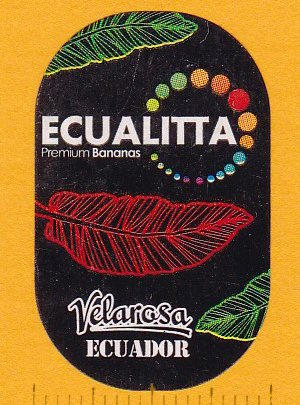 ECUALITTA
Premium Bananas
Velarosa
ECUADOR